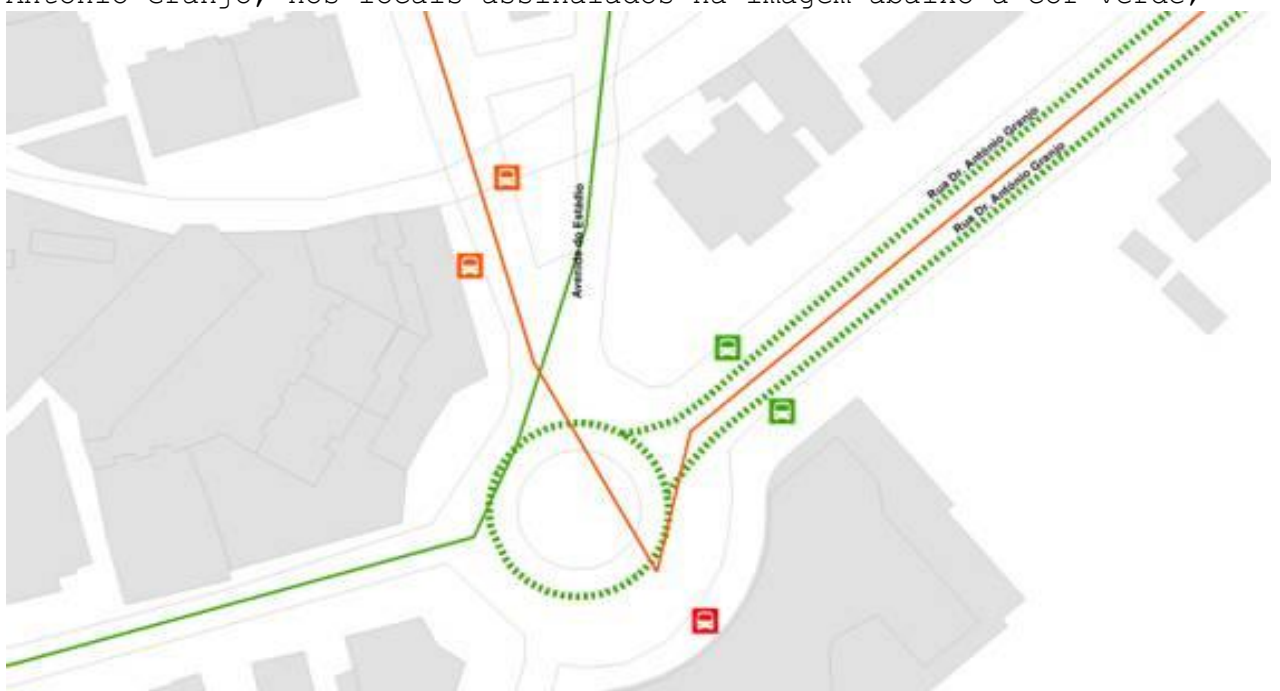 António Granjo, nos locais assinalados na imagem abaixo a cor verde;
Rua Dr. António Granjo
Rua Dr. António Granjo
Avenida do Estádio